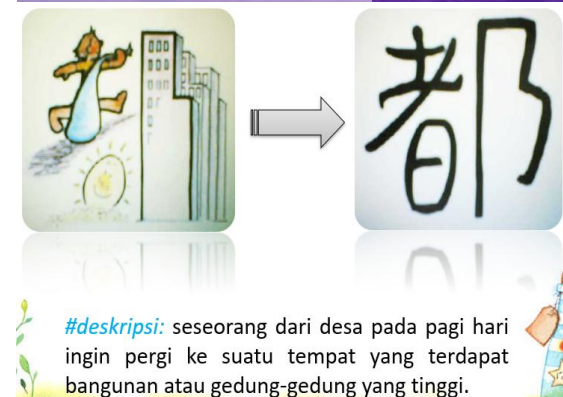 都
#deskripsi: seseorang dari desa pada pagi hari
ingin pergi ke suatu tempat yang terdapat
bangunan atau gedung-gedung yang tinggi.